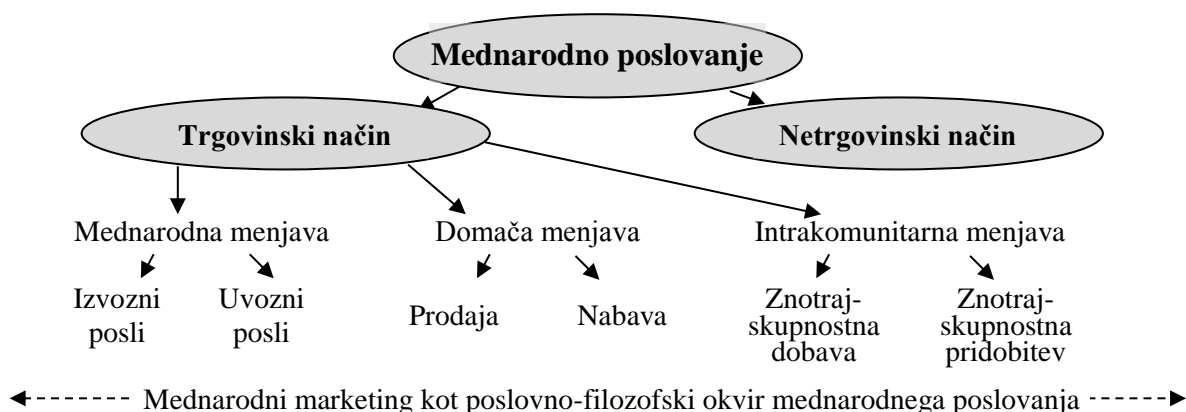 Mednarodno poslovanje
Trgovinski način
Netrgovinski način
Mednarodna menjava
Domača menjava
Intrakomunitarna menjava
Izvozni
posli
Uvozni
posli
Prodaja
Nabava
Znotraj-
skupnostna
dobava
Znotraj-
skupnostna
pridobitev
Mednarodni marketing kot poslovno-filozofski okvir mednarodnega poslovanja